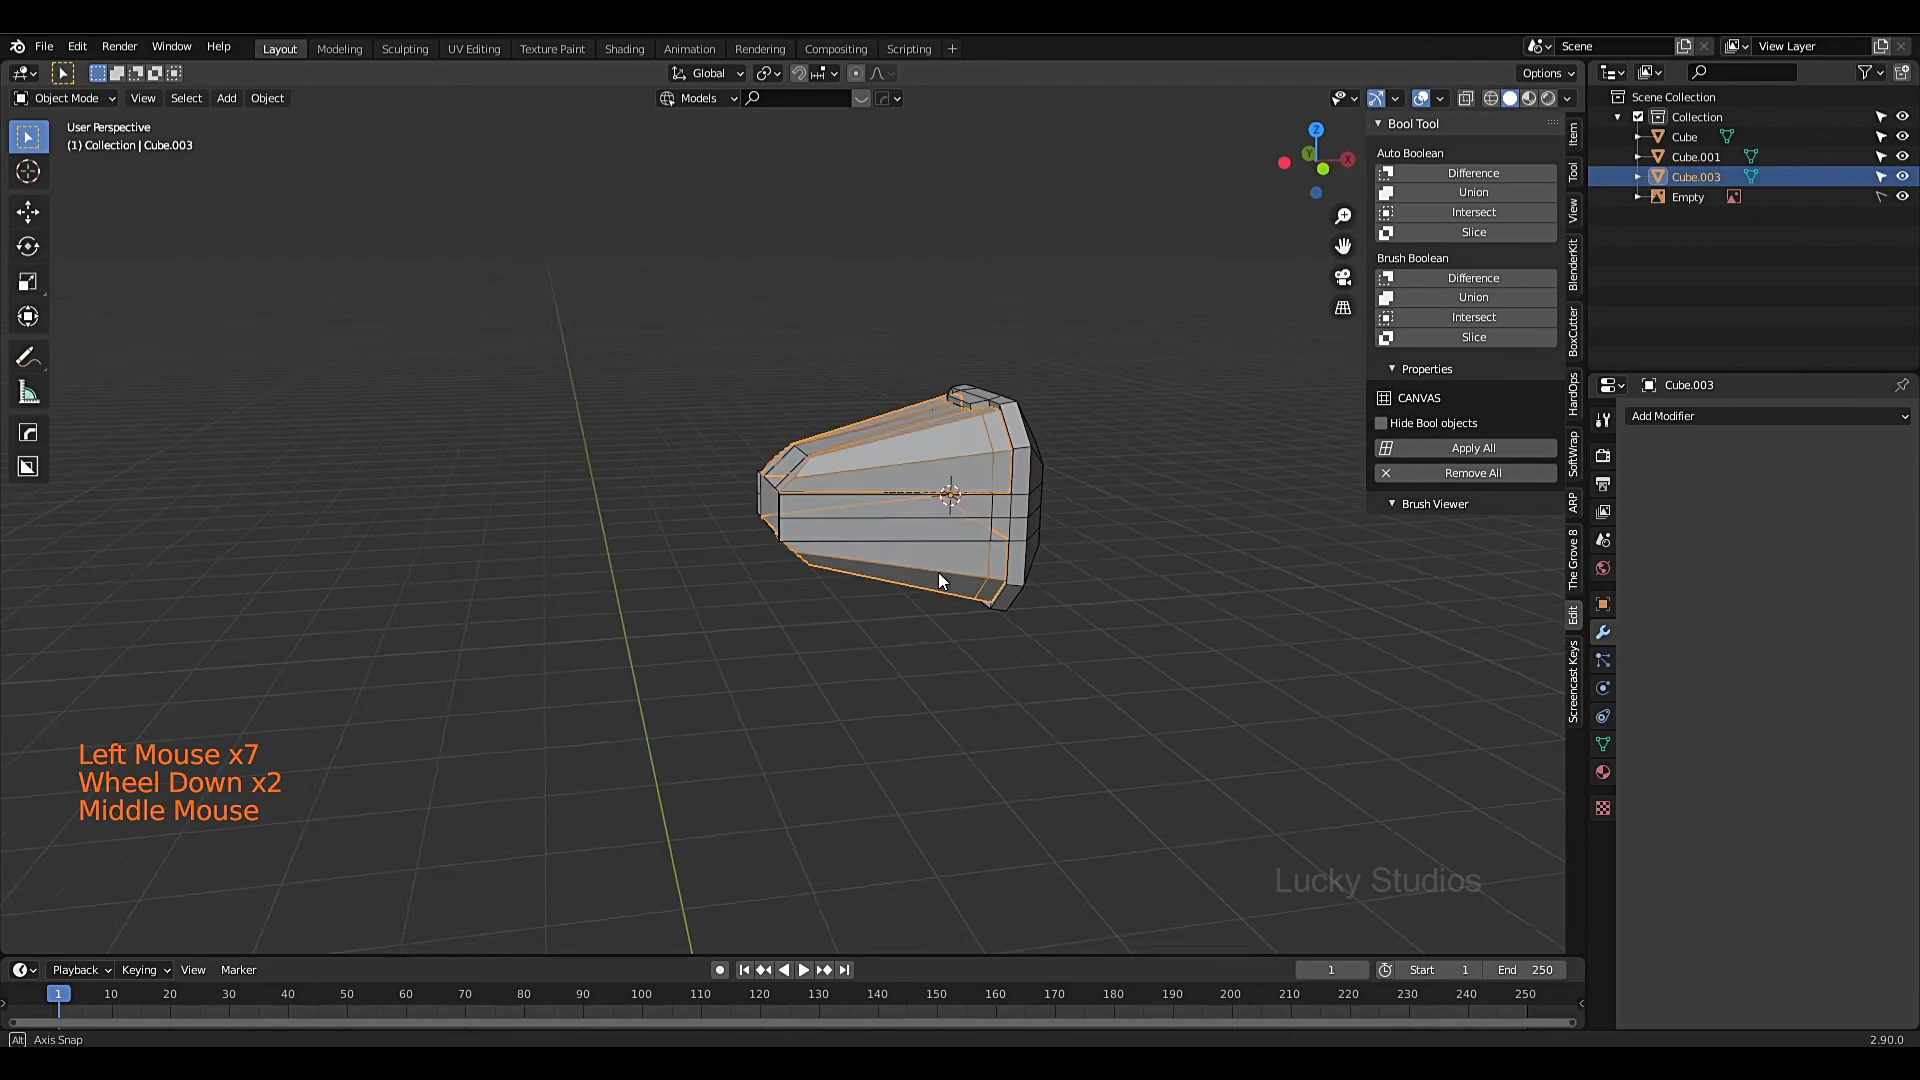 File Edit Render Window Help Layout Modeling Sculpting UV Editing Texture Paint Shading Animation Rendering Compositing Scripting + Scene View Layer
Global Options
Object Mode View Select Add Object Models
User Perspective
(1) Collection | Cube.003
Z
Y
X
Bool Tool
Auto Boolean
Difference
Union
Intersect
Slice
Brush Boolean
Difference
Union
Intersect
Slice
Properties
CANVAS
Hide Bool objects
Apply All
Remove All
Brush Viewer
Item
Tool
View
BlenderKit
BoxCutter
HardOps
SoftWrap
ARP
The Grove 8
Edit
Screencast Keys
Scene Collection
Collection
Cube
Cube.001
Cube.003
Empty
Cube.003
Add Modifier
Left Mouse x7
Wheel Down x2
Middle Mouse
Lucky Studios
Playback Keying View Marker 1 Start 1 End 250
1 10 20 30 40 50 60 70 80 90 100 110 120 130 140 150 160 170 180 190 200 210 220 230 240 250
Alt Axis Snap 2.90.0